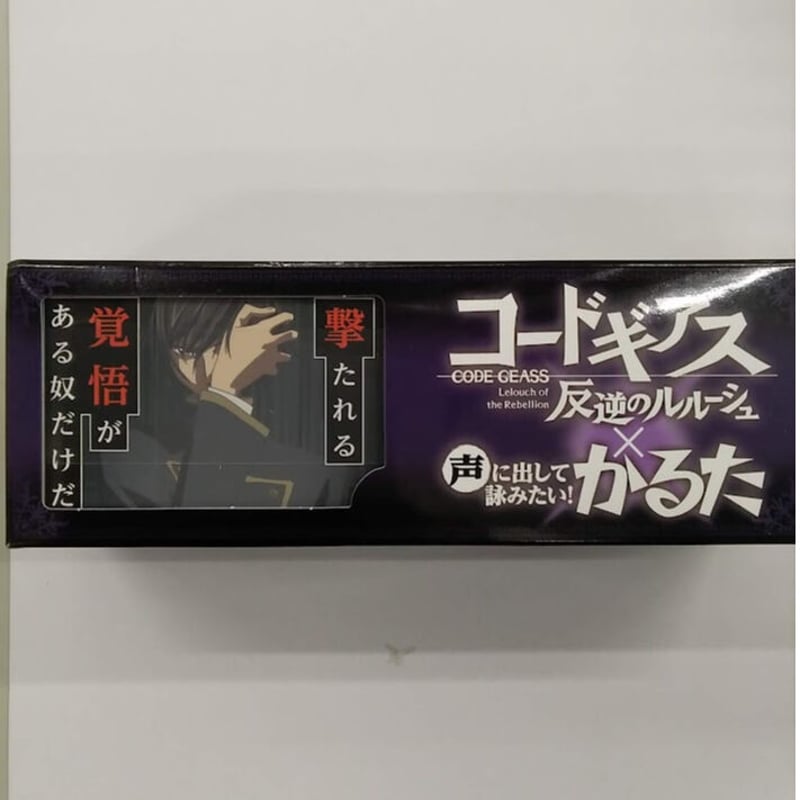 撃たれる
覚悟が
ある奴だけだ
コードギアス
CODE GEASS
Lelouch of
the Rebellion
反逆のルルーシュ
×
声に出して
詠みたい!
かるた